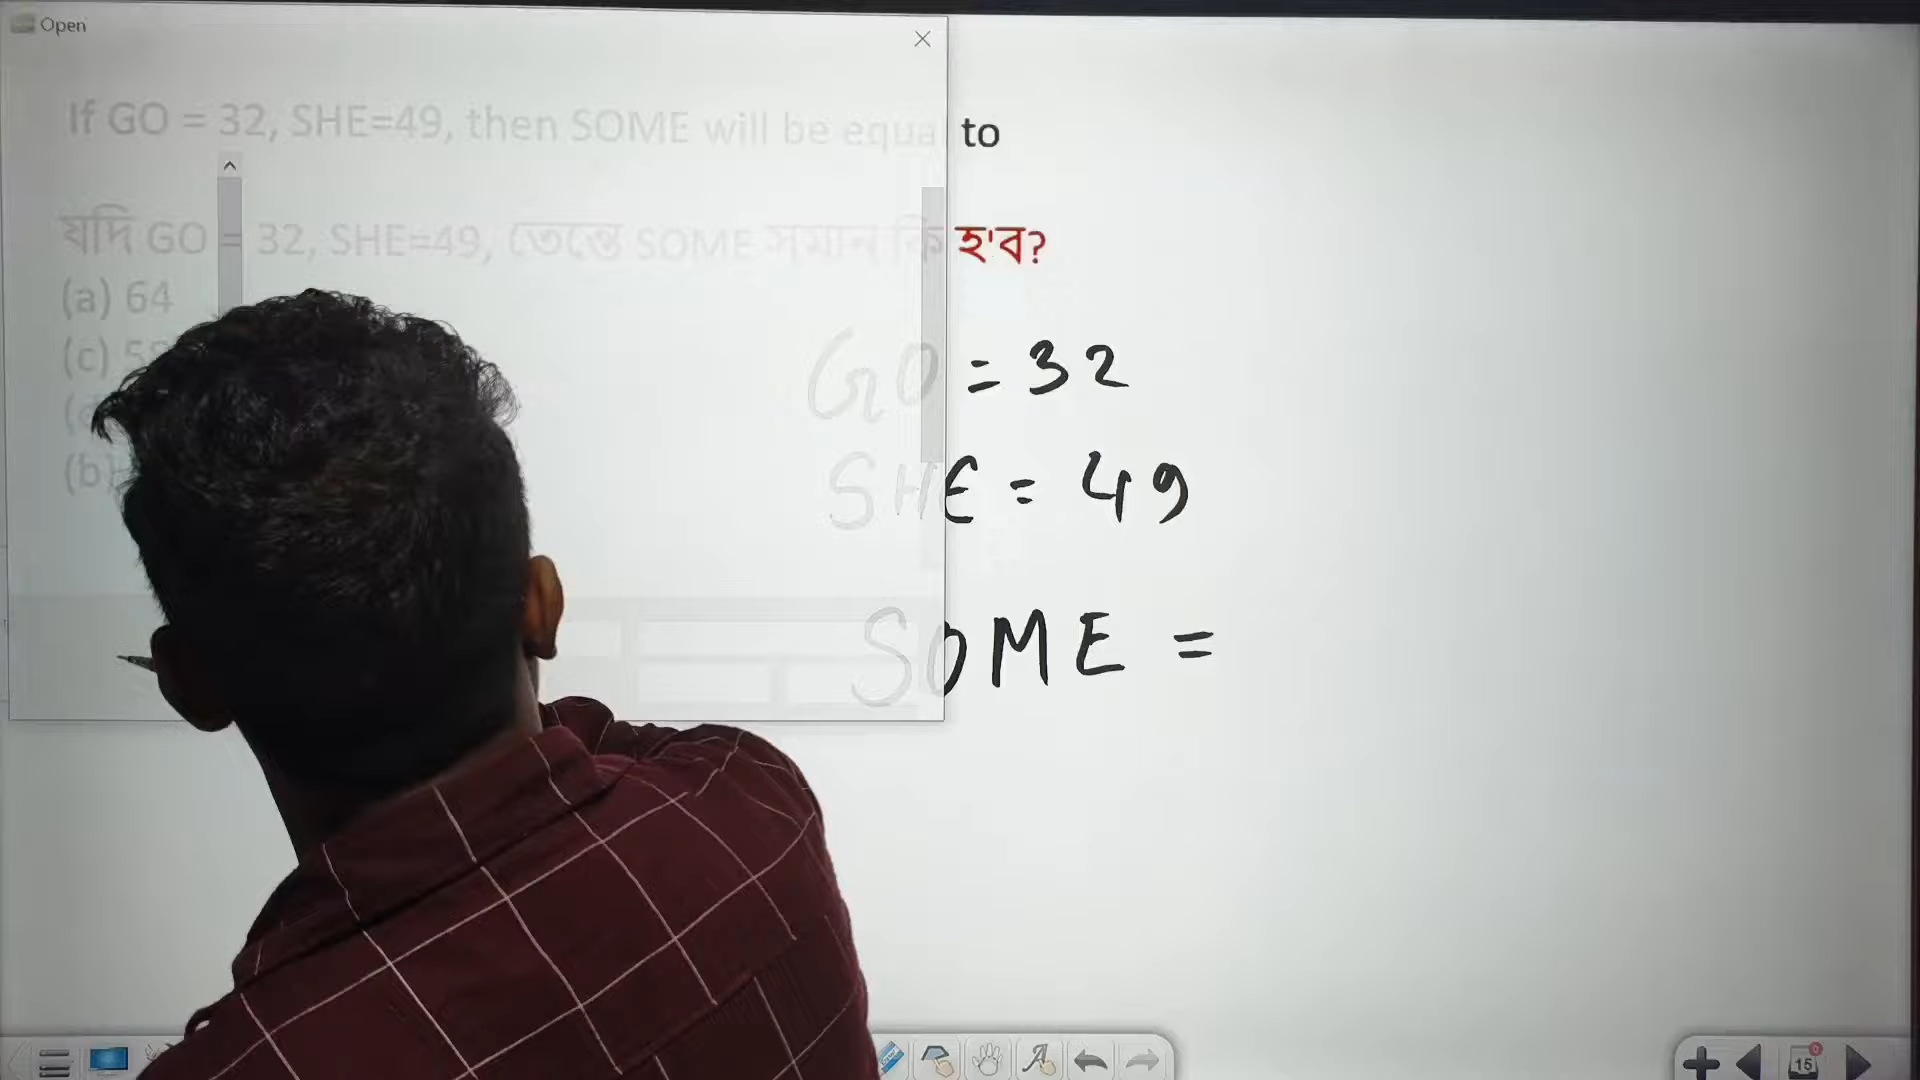 Open
If GO = 32, SHE=49, then SOME will be equal to
যদি GO = 32, SHE=49, তেন্তে SOME সমান কি হ'ব?
(a) 64
(c)
(b)
GO = 32
SHE = 49
SOME =
15